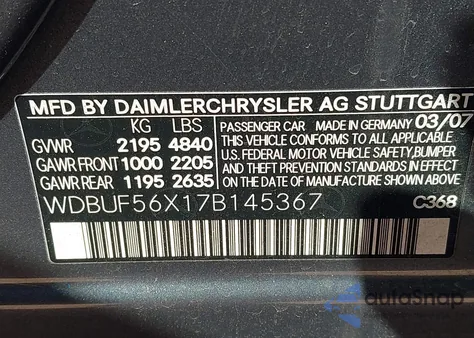 MFD BY DAIMLERCHRYSLER AG STUTTGART
KG LBS PASSENGER CAR MADE IN GERMANY 03/07
GVWR 2195 4840 THIS VEHICLE CONFORMS TO ALL APPLICABLE
GAWR FRONT 1000 2205 U.S. FEDERAL MOTOR VEHICLE SAFETY, BUMPER
GAWR REAR 1195 2635 AND THEFT PREVENTION STANDARDS IN EFFECT
ON THE DATE OF MANUFACTURE SHOWN ABOVE.
WDBUF56X17B145367 C368
autoSnap